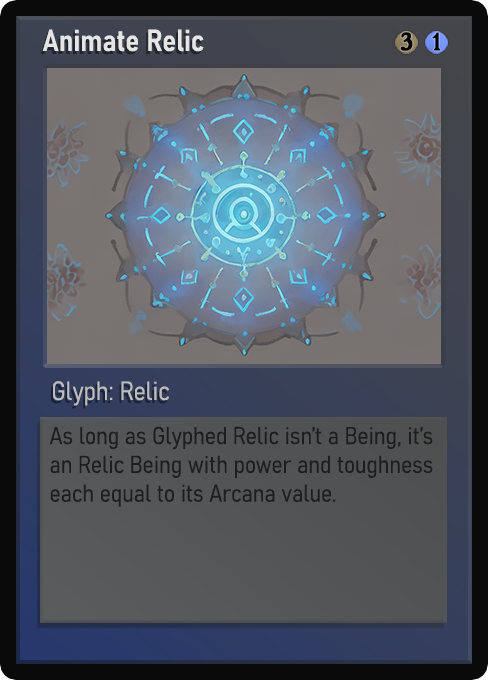 Animate Relic 3 1
Glyph: Relic
As long as Glyphed Relic isn't a Being, it's
an Relic Being with power and toughness
each equal to its Arcana value.